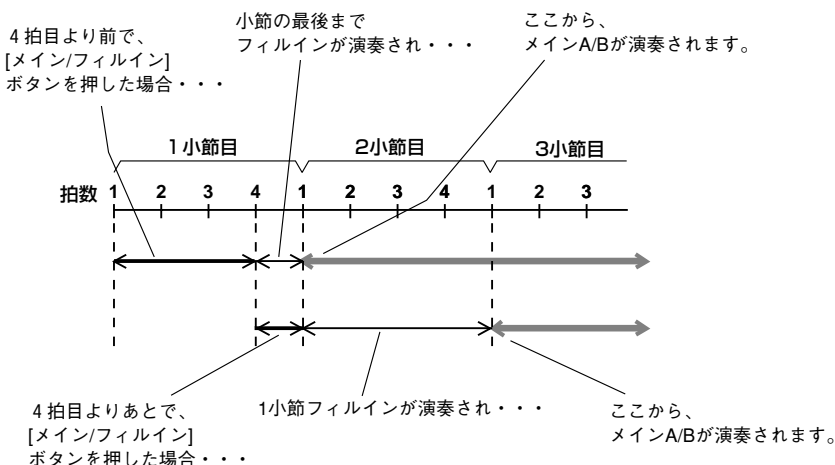 4拍目より前で、
[メイン/フィルイン]
ボタンを押した場合・・・
小節の最後まで
フィルインが演奏され・・・
ここから、
メインA/Bが演奏されます。
1小節目 2小節目 3小節目
拍数 1 2 3 4 1 2 3 4 1 2 3
4拍目よりあとで、
[メイン/フィルイン]
ボタンを押した場合・・・
1小節フィルインが演奏され・・・
ここから、
メインA/Bが演奏されます。